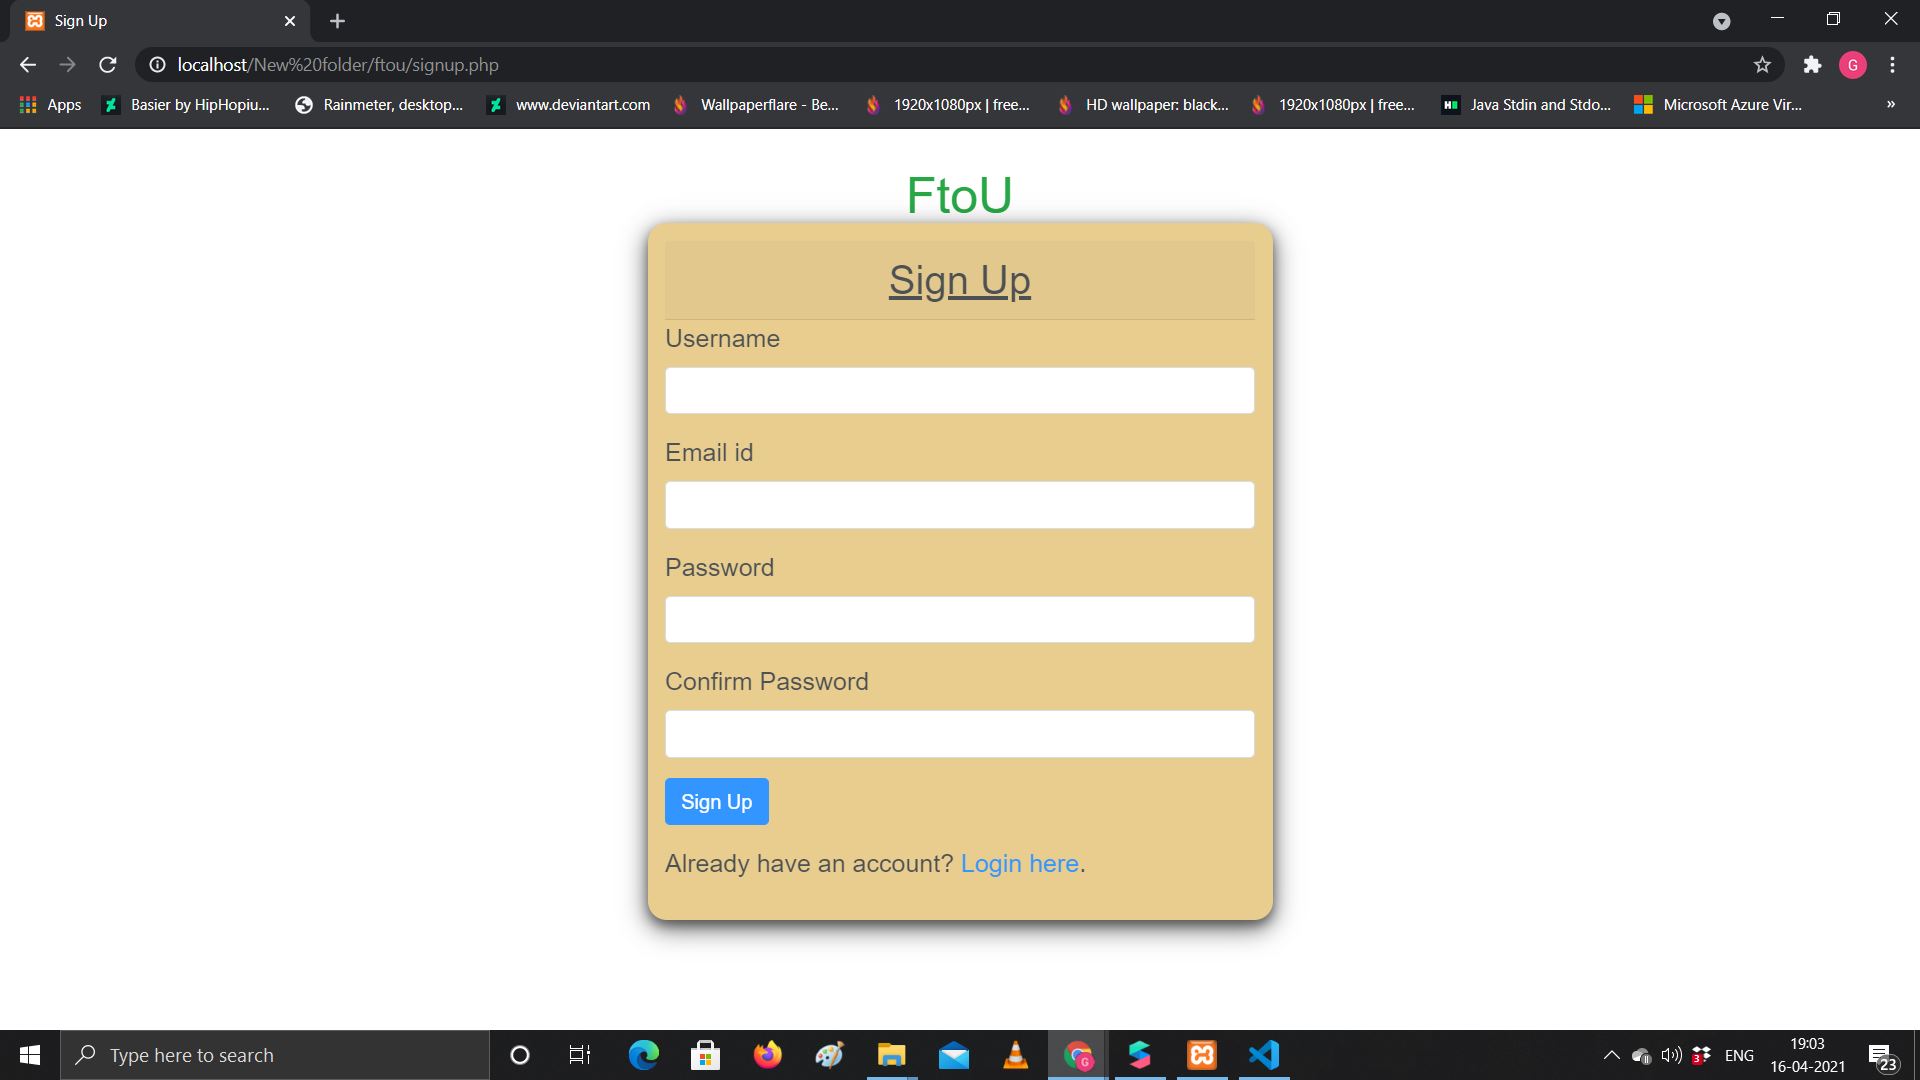 Sign Up
localhost/New%20folder/ftou/signup.php
G
Apps
Basier by HipHopiu...
Rainmeter, desktop...
www.deviantart.com
Wallpaperflare - Be...
1920x1080px | free...
HD wallpaper: black...
1920x1080px | free...
Java Stdin and Stdo...
Microsoft Azure Vir...
»
FtoU
Sign Up
Username
Email id
Password
Confirm Password
Sign Up
Already have an account? Login here.
Type here to search
ENG
19:03
16-04-2021
23